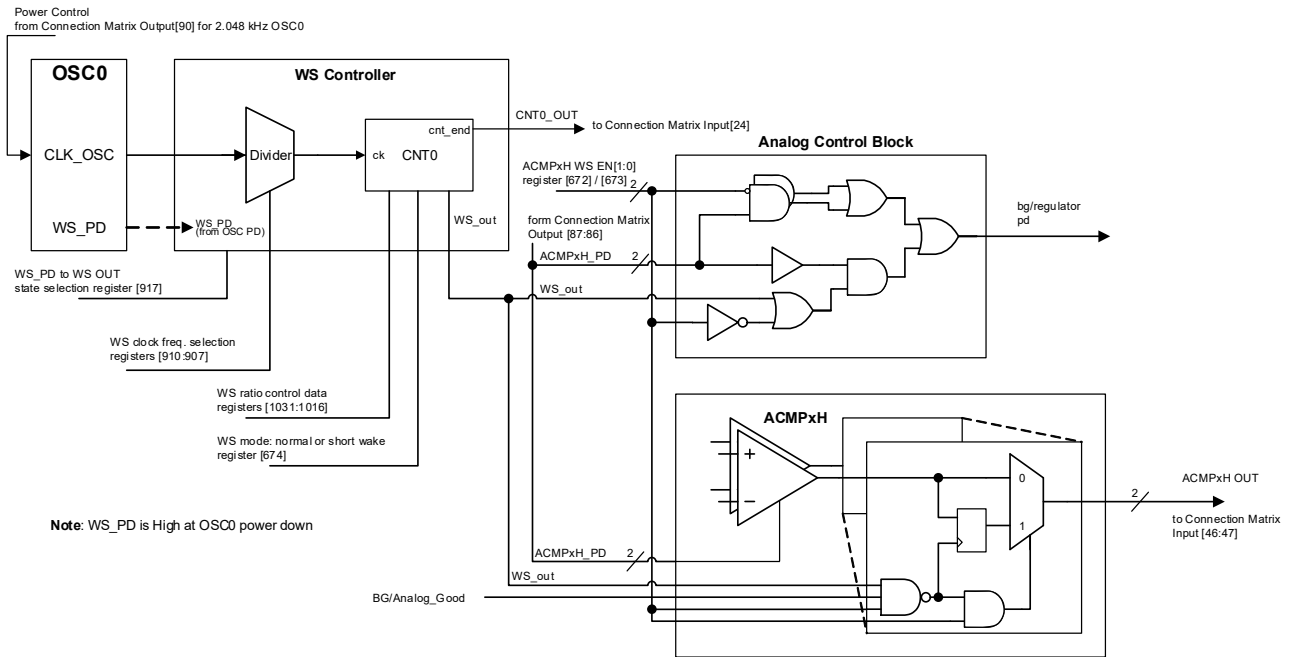 Power Control
from Connection Matrix Output[90] for 2.048 kHz OSC0
OSC0
CLK_OSC
WS_PD
WS Controller
Divider
cnt_end
ck
CNT0
WS_out
WS_PD
(from OSC PD)
CNT0_OUT
to Connection Matrix Input[24]
WS_PD to WS OUT
state selection register [917]
WS clock freq. selection
registers [910:907]
WS ratio control data
registers [1031:1016]
WS mode: normal or short wake
register [674]
Note: WS_PD is High at OSC0 power down
Analog Control Block
ACMPxH WS EN[1:0]
register [672] / [673]
2
form Connection Matrix
Output [87:86]
ACMPxH_PD
2
WS_out
bg/regulator
pd
ACMPxH
+
−
0
1
2
ACMPxH OUT
to Connection Matrix
Input [46:47]
ACMPxH_PD
2
WS_out
BG/Analog_Good